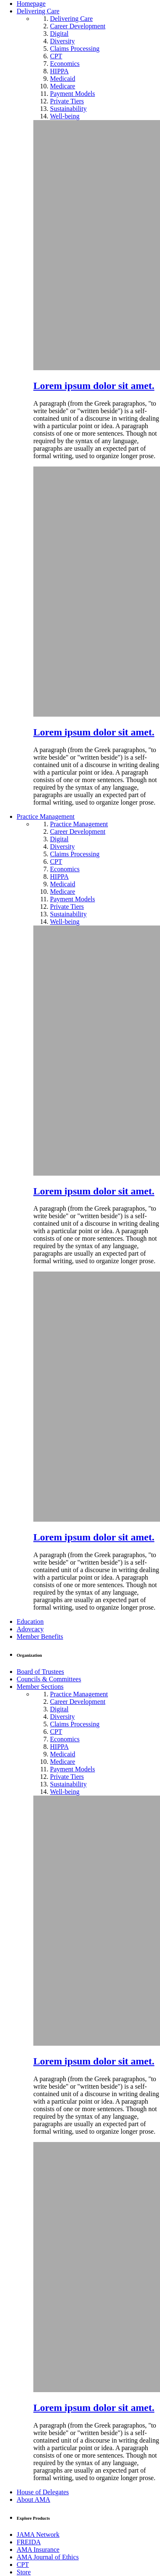 Homepage
Delivering Care
1. Delivering Care
2. Career Development
3. Digital
4. Diversity
5. Claims Processing
6. CPT
7. Economics
8. HIPPA
9. Medicaid
10. Medicare
11. Payment Models
12. Private Tiers
13. Sustainability
14. Well-being
Lorem ipsum dolor sit amet.
A paragraph (from the Greek paragraphos, "to
write beside" or "written beside") is a self-
contained unit of a discourse in writing dealing
with a particular point or idea. A paragraph
consists of one or more sentences. Though not
required by the syntax of any language,
paragraphs are usually an expected part of
formal writing, used to organize longer prose.
Lorem ipsum dolor sit amet.
A paragraph (from the Greek paragraphos, "to
write beside" or "written beside") is a self-
contained unit of a discourse in writing dealing
with a particular point or idea. A paragraph
consists of one or more sentences. Though not
required by the syntax of any language,
paragraphs are usually an expected part of
formal writing, used to organize longer prose.
Practice Management
1. Practice Management
2. Career Development
3. Digital
4. Diversity
5. Claims Processing
6. CPT
7. Economics
8. HIPPA
9. Medicaid
10. Medicare
11. Payment Models
12. Private Tiers
13. Sustainability
14. Well-being
Lorem ipsum dolor sit amet.
A paragraph (from the Greek paragraphos, "to
write beside" or "written beside") is a self-
contained unit of a discourse in writing dealing
with a particular point or idea. A paragraph
consists of one or more sentences. Though not
required by the syntax of any language,
paragraphs are usually an expected part of
formal writing, used to organize longer prose.
Lorem ipsum dolor sit amet.
A paragraph (from the Greek paragraphos, "to
write beside" or "written beside") is a self-
contained unit of a discourse in writing dealing
with a particular point or idea. A paragraph
consists of one or more sentences. Though not
required by the syntax of any language,
paragraphs are usually an expected part of
formal writing, used to organize longer prose.
Education
Adovcacy
Member Benefits
Organization
Board of Trustees
Councils & Committees
Member Sections
1. Practice Management
2. Career Development
3. Digital
4. Diversity
5. Claims Processing
6. CPT
7. Economics
8. HIPPA
9. Medicaid
10. Medicare
11. Payment Models
12. Private Tiers
13. Sustainability
14. Well-being
Lorem ipsum dolor sit amet.
A paragraph (from the Greek paragraphos, "to
write beside" or "written beside") is a self-
contained unit of a discourse in writing dealing
with a particular point or idea. A paragraph
consists of one or more sentences. Though not
required by the syntax of any language,
paragraphs are usually an expected part of
formal writing, used to organize longer prose.
Lorem ipsum dolor sit amet.
A paragraph (from the Greek paragraphos, "to
write beside" or "written beside") is a self-
contained unit of a discourse in writing dealing
with a particular point or idea. A paragraph
consists of one or more sentences. Though not
required by the syntax of any language,
paragraphs are usually an expected part of
formal writing, used to organize longer prose.
House of Delegates
About AMA
Explore Products
JAMA Network
FREIDA
AMA Insurance
AMA Journal of Ethics
CPT
Store